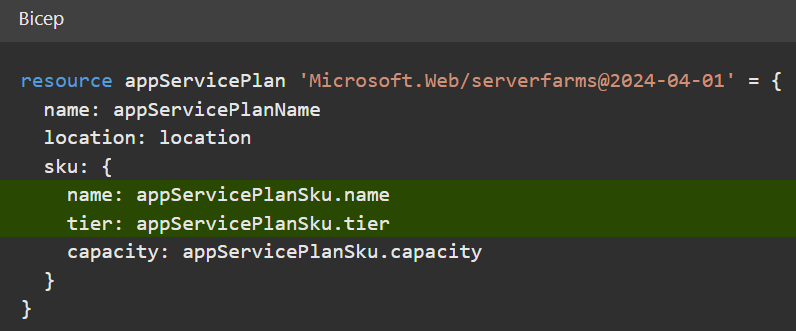 Bicep
resource appServicePlan 'Microsoft.Web/serverfarms@2024-04-01' = {
  name: appServicePlanName
  location: location
  sku: {
    name: appServicePlanSku.name
    tier: appServicePlanSku.tier
    capacity: appServicePlanSku.capacity
  }
}